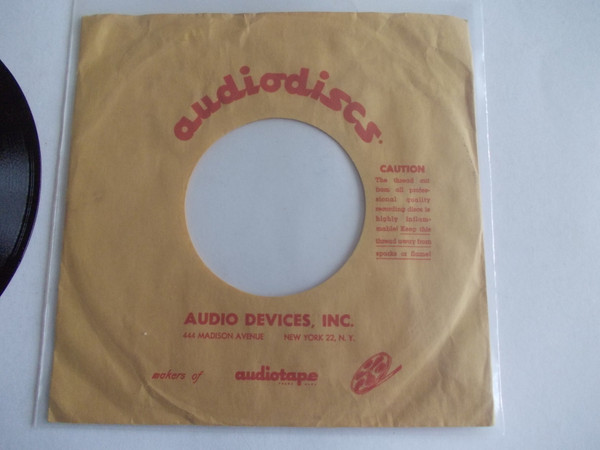 audiodiscs
CAUTION
The thread cut
from all profes-
sional quality
recording discs is
highly inflam-
mable! Keep this
thread away from
sparks or flame!
AUDIO DEVICES, INC.
444 MADISON AVENUE NEW YORK 22, N. Y.
makers of audiotape